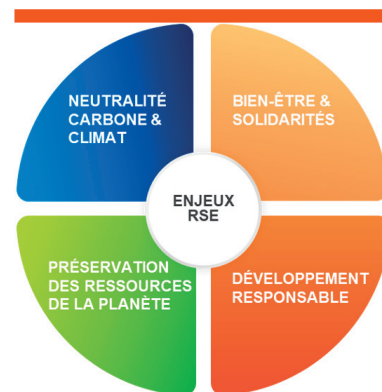 NEUTRALITÉ
CARBONE &
CLIMAT
BIEN-ÊTRE &
SOLIDARITÉS
ENJEUX
RSE
PRÉSERVATION
DES RESSOURCES
DE LA PLANÈTE
DÉVELOPPEMENT
RESPONSABLE